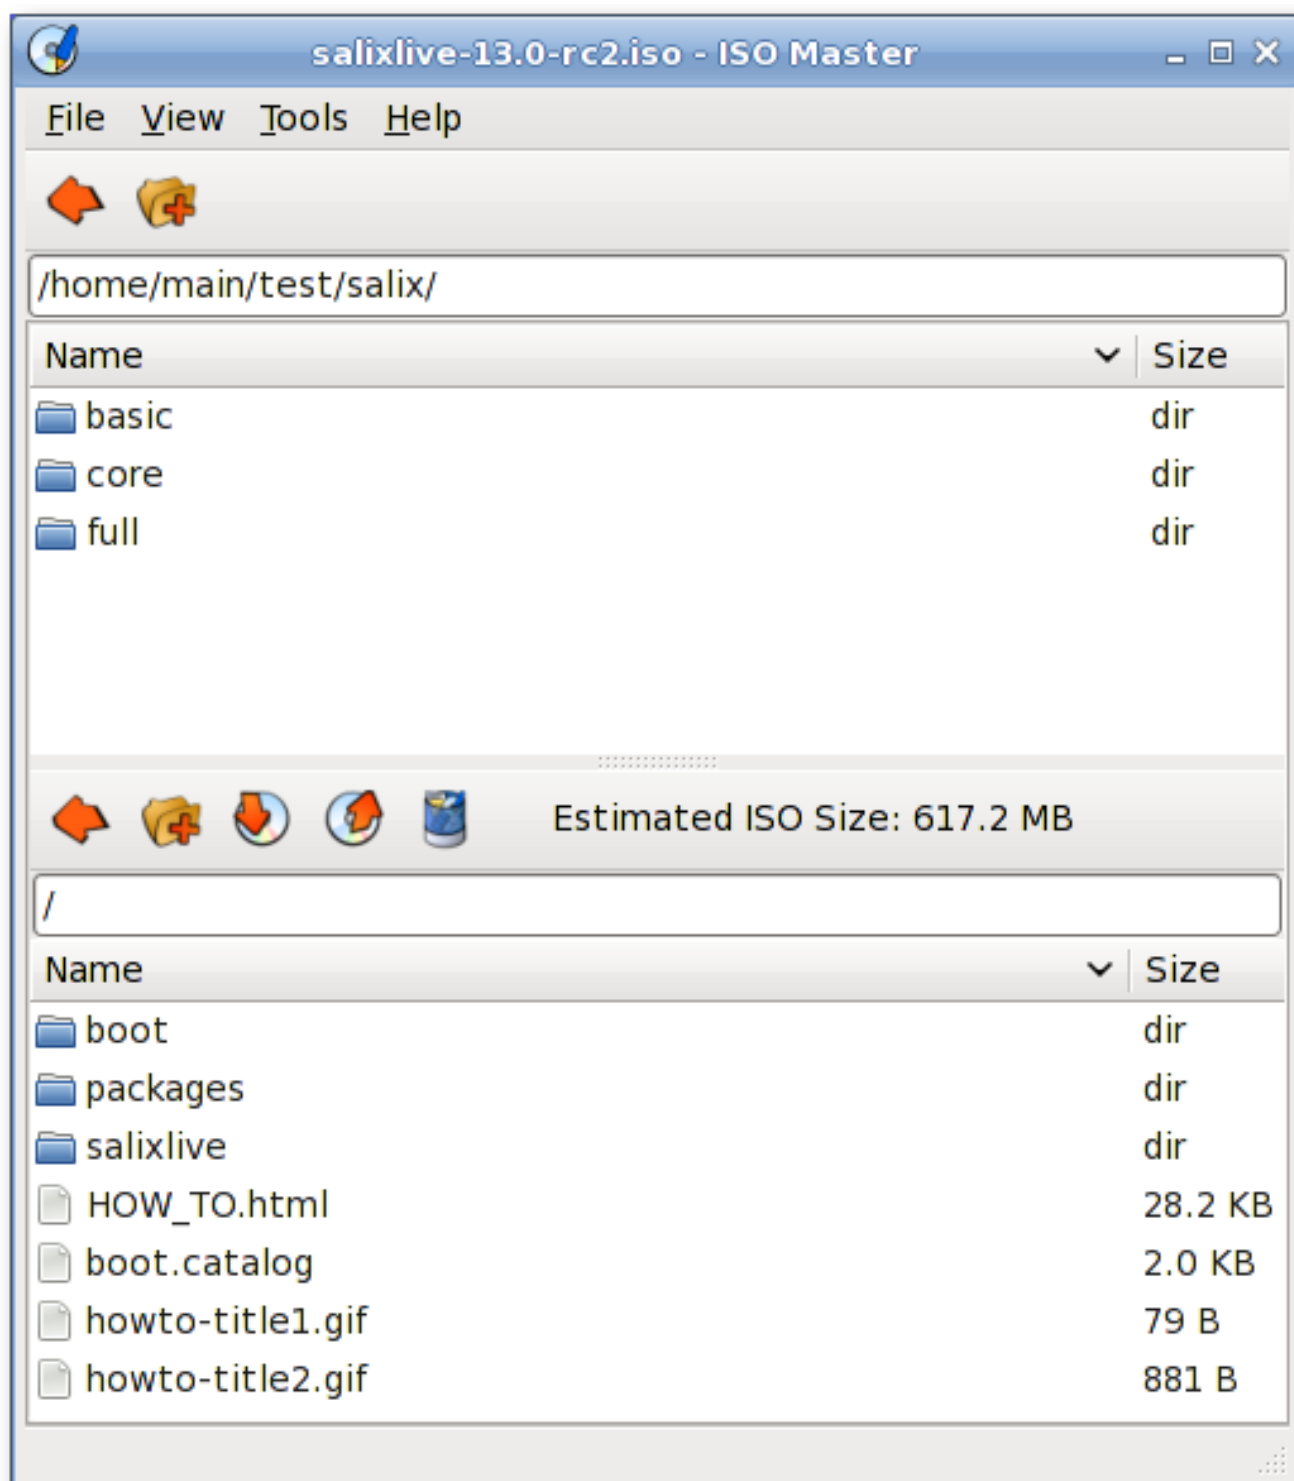 salixlive-13.0-rc2.iso - ISO Master
File View Tools Help
/home/main/test/salix/
Name Size
basic dir
core dir
full dir
Estimated ISO Size: 617.2 MB
/
Name Size
boot dir
packages dir
salixlive dir
HOW_TO.html 28.2 KB
boot.catalog 2.0 KB
howto-title1.gif 79 B
howto-title2.gif 881 B